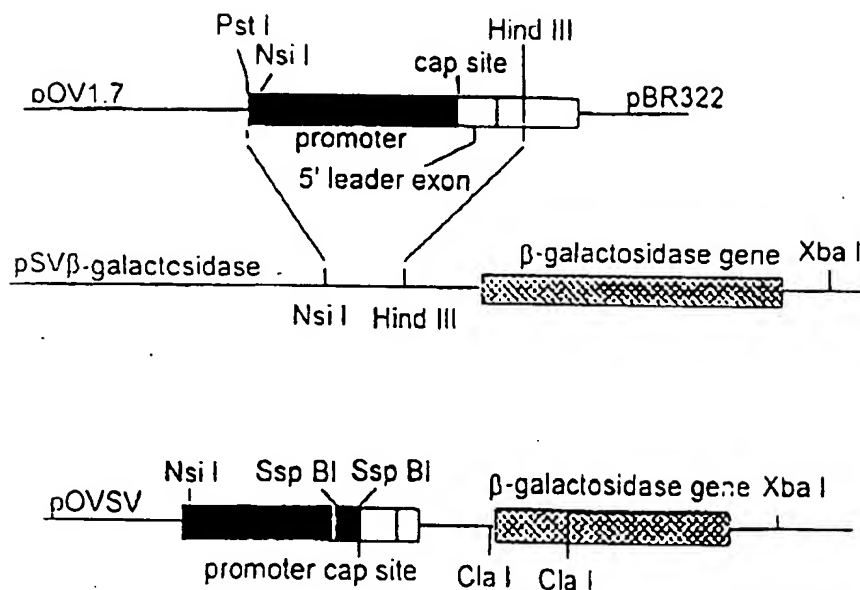 Pst I
Hind III
Nsi I
cap site
pOV1.7
pBR322
promoter
5' leader exon
pSVβ-galactcsidase
β-galactosidase gene
Xba I
Nsi I
Hind III
Nsi I
Ssp BI
Ssp BI
β-galactosidase gene
Xba I
pOVSV
promoter cap site
Cla I
Cla I